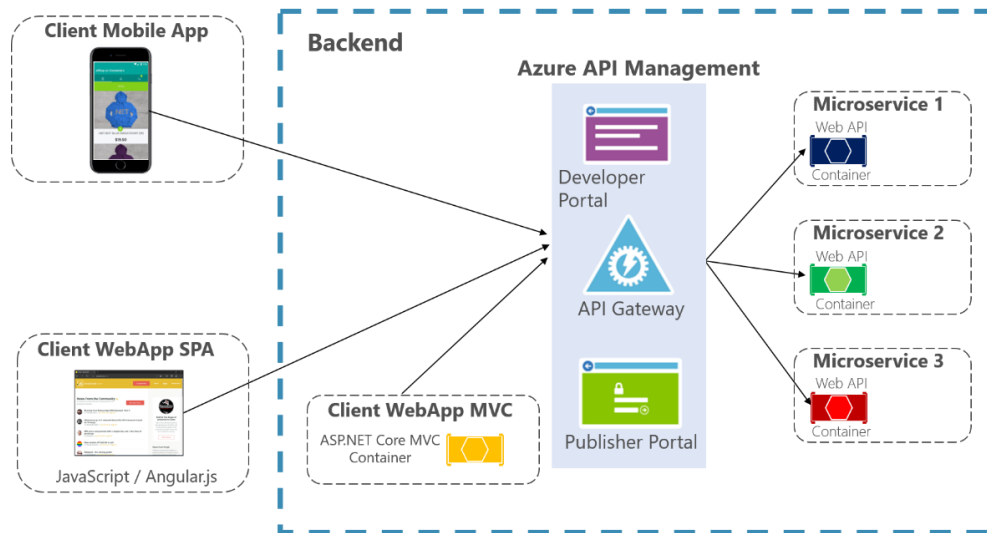 Client Mobile App
Backend
Azure API Management
Developer
Portal
API Gateway
Publisher Portal
Microservice 1
Web API
Container
Microservice 2
Web API
Container
Microservice 3
Web API
Container
Client WebApp SPA
JavaScript / Angular.js
Client WebApp MVC
ASP.NET Core MVC
Container